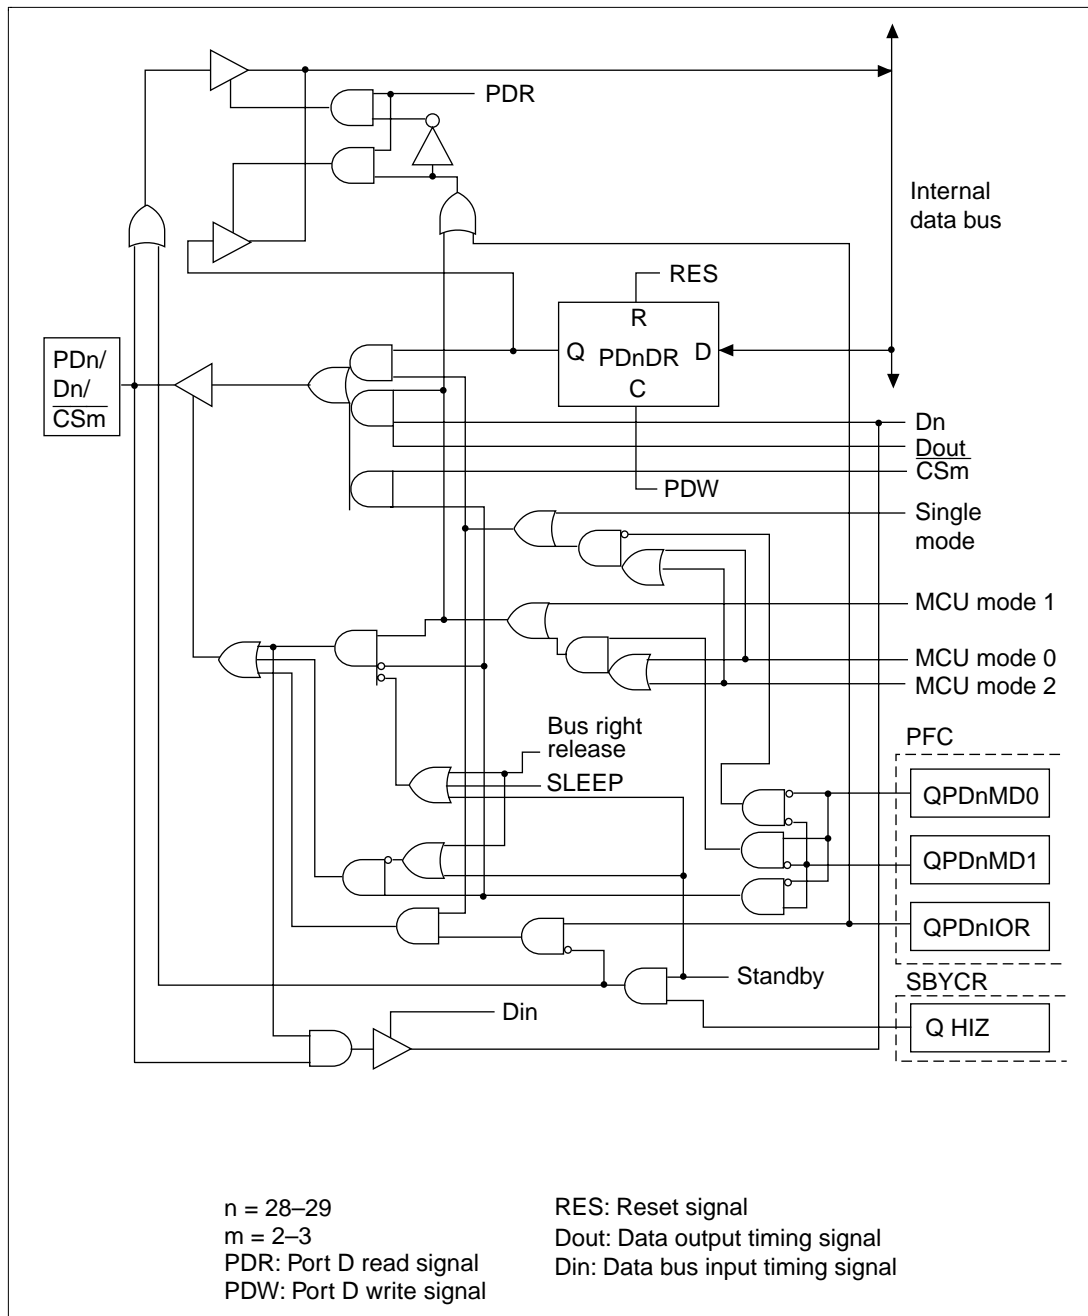 PDR
Internal
data bus
RES
R
Q
PDnDR
D
C
PDn/
Dn/
CSm
Dn
Dout
CSm
PDW
Single
mode
MCU mode 1
MCU mode 0
MCU mode 2
Bus right
release
SLEEP
PFC
QPDnMD0
QPDnMD1
QPDnIOR
Standby
SBYCR
Q HIZ
Din
n = 28–29
m = 2–3
PDR: Port D read signal
PDW: Port D write signal
RES: Reset signal
Dout: Data output timing signal
Din: Data bus input timing signal